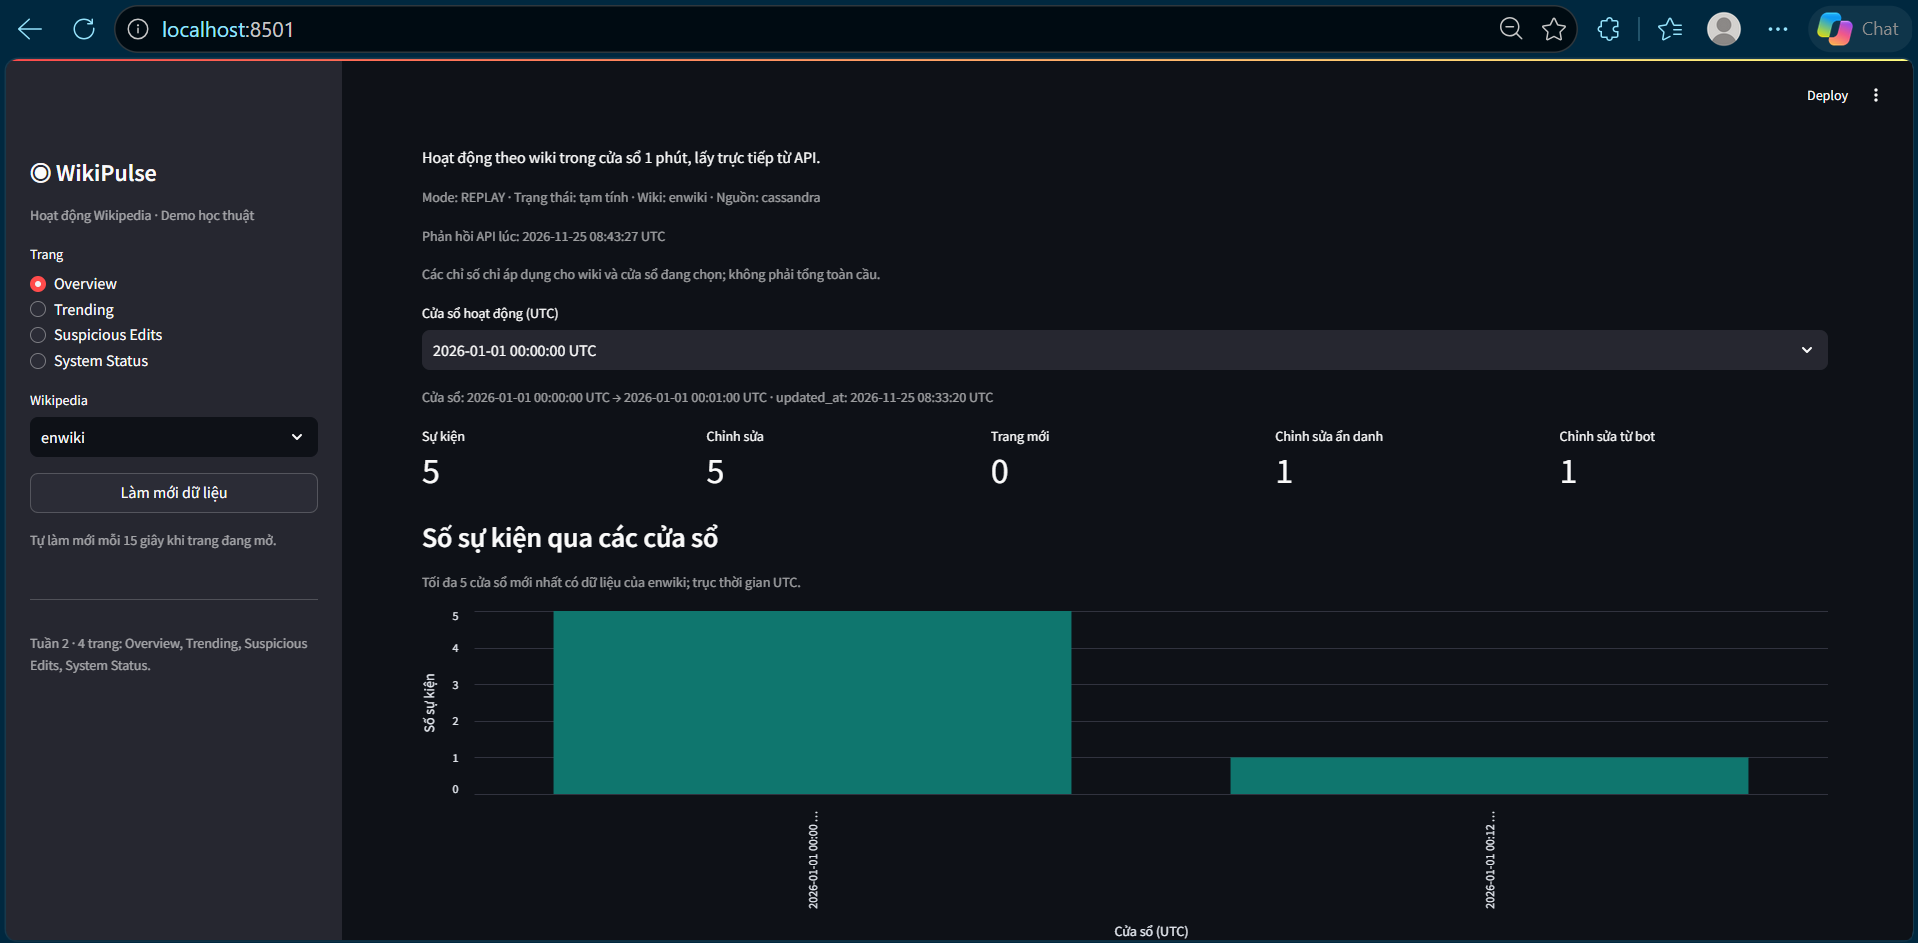 localhost:8501
Chat
Deploy
WikiPulse
Hoạt động Wikipedia · Demo học thuật
Trang
Overview
Trending
Suspicious Edits
System Status
Wikipedia
enwiki
Làm mới dữ liệu
Tự làm mới mỗi 15 giây khi trang đang mở.
Tuần 2 · 4 trang: Overview, Trending, Suspicious
Edits, System Status.
Hoạt động theo wiki trong cửa sổ 1 phút, lấy trực tiếp từ API.
Mode: REPLAY · Trạng thái: tạm tính · Wiki: enwiki · Nguồn: cassandra
Phản hồi API lúc: 2026-11-25 08:43:27 UTC
Các chỉ số chỉ áp dụng cho wiki và cửa sổ đang chọn; không phải tổng toàn cầu.
Cửa sổ hoạt động (UTC)
2026-01-01 00:00:00 UTC
Cửa sổ: 2026-01-01 00:00:00 UTC → 2026-01-01 00:01:00 UTC · updated_at: 2026-11-25 08:33:20 UTC
Sự kiện
5
Chỉnh sửa
5
Trang mới
0
Chỉnh sửa ẩn danh
1
Chỉnh sửa từ bot
1
Số sự kiện qua các cửa sổ
Tối đa 5 cửa sổ mới nhất có dữ liệu của enwiki; trục thời gian UTC.
Số sự kiện
5
4
3
2
1
0
2026-01-01 00:00 …
2026-01-01 00:12 …
Cửa sổ (UTC)